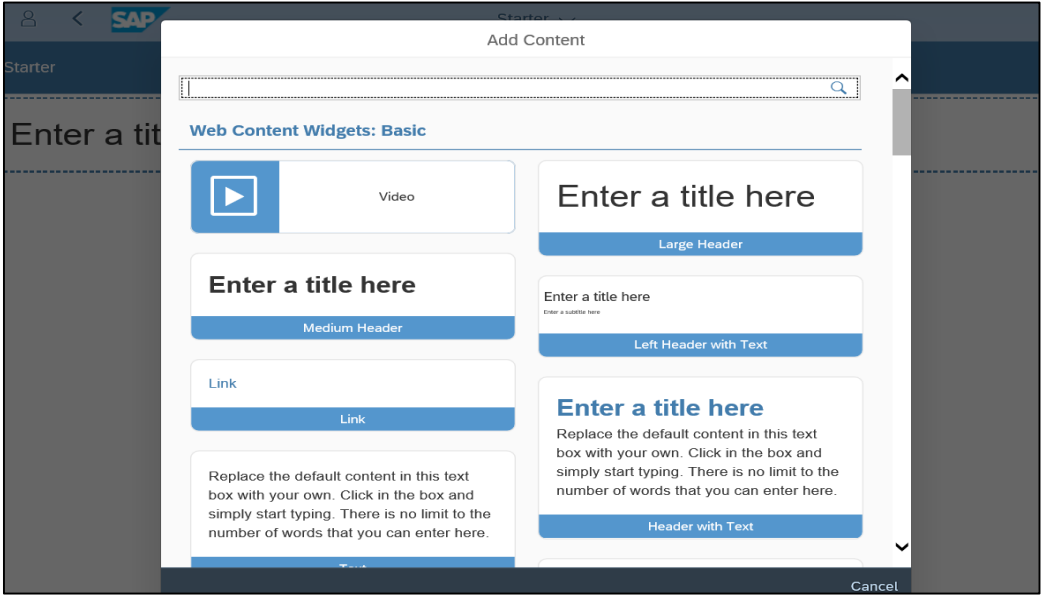 SAP
Starter
Starter
Enter a tit
Add Content
Web Content Widgets: Basic
Video
Enter a title here
Large Header
Enter a title here
Medium Header
Enter a title here
Enter a subtitle here
Left Header with Text
Link
Link
Enter a title here
Replace the default content in this text
box with your own. Click in the box and
simply start typing. There is no limit to the
number of words that you can enter here.
Header with Text
Replace the default content in this text
box with your own. Click in the box and
simply start typing. There is no limit to the
number of words that you can enter here.
Text
Cancel